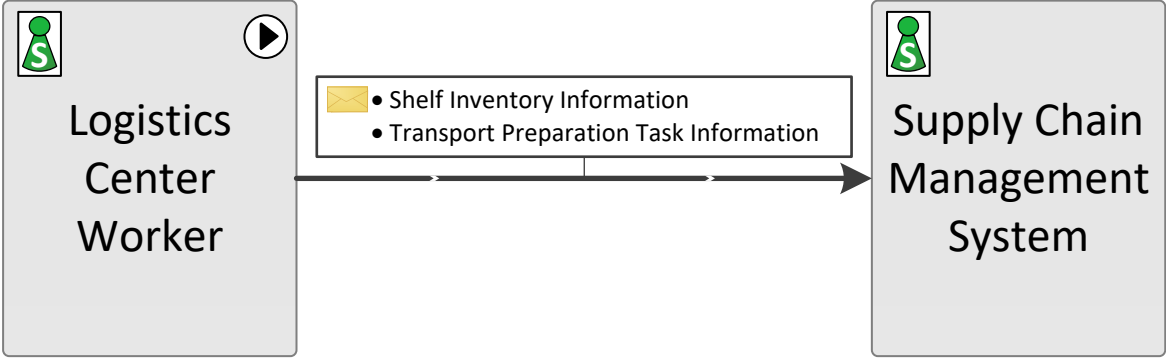 S
Logistics
Center
Worker
• Shelf Inventory Information
• Transport Preparation Task Information
S
Supply Chain
Management
System